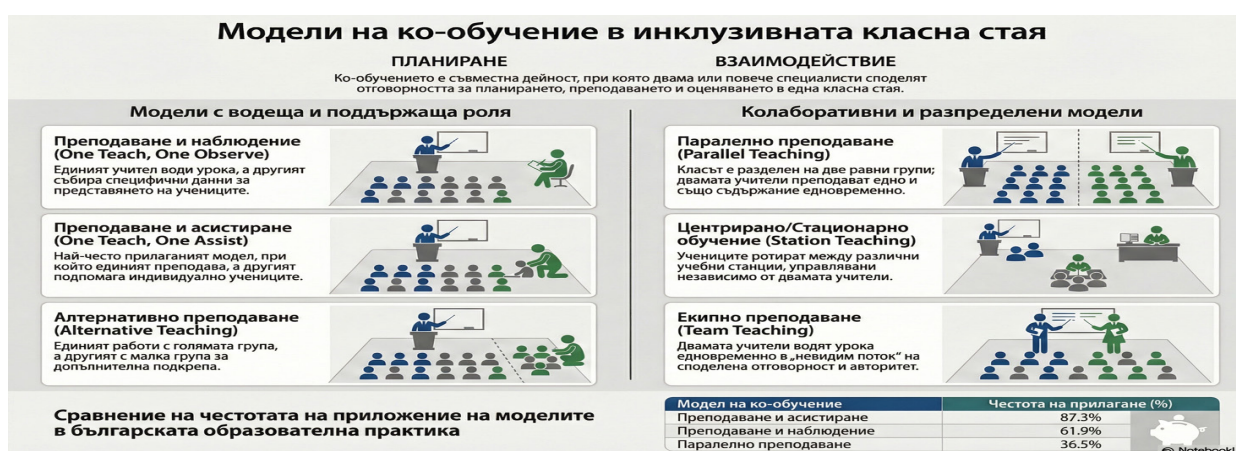 Модели на ко-обучение в инклузивната класна стая
ПЛАНИРАНЕ
ВЗАИМОДЕЙСТВИЕ
Ко-обучението е съвместна дейност, при която двама или повече специалисти споделят
отговорността за планирането, преподаването и оценяването в една класна стая.
Модели с водеща и поддържаща роля
Преподаване и наблюдение
(One Teach, One Observe)
Единият учител води урока, а другият
събира специфични данни за
представянето на учениците.
Преподаване и асистиране
(One Teach, One Assist)
Най-често прилаганият модел, при
който единият преподава, а другият
подпомага индивидуално учениците.
Алтернативно преподаване
(Alternative Teaching)
Единият работи с голямата група,
а другият с малка група за
допълнителна подкрепа.
Колаборативни и разпределени модели
Паралелно преподаване
(Parallel Teaching)
Класът е разделен на две равни групи;
двамата учители преподават едно и
също съдържание едновременно.
Центрирано/Стационарно
обучение (Station Teaching)
Учениците ротират между различни
учебни станции, управлявани
независимо от двамата учители.
Екипно преподаване
(Team Teaching)
Двамата учители водят урока
едновременно в „невидим поток“ на
споделена отговорност и авторитет.
Сравнение на честотата на приложение на моделите
в българската образователна практика
Модел на ко-обучение Честота на прилагане (%)
Преподаване и асистиране 87.3%
Преподаване и наблюдение 61.9%
Паралелно преподаване 36.5%